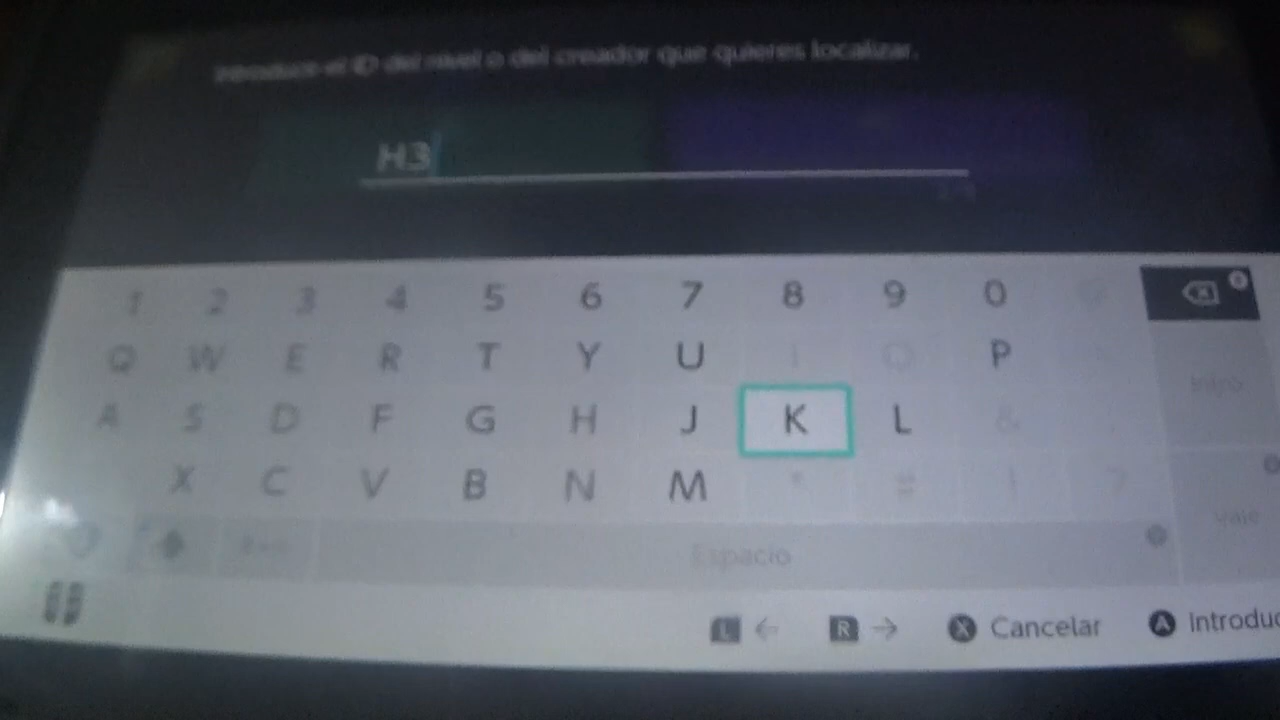 Introduce el ID del nivel o del creador que quieres localizar.
H3
1 2 3 4 5 6 7 8 9 0
Q W E R T Y U I O P
A S D F G H J K L &
X C V B N M * # ! ?
Espacio
L ← R → X Cancelar A Introduc